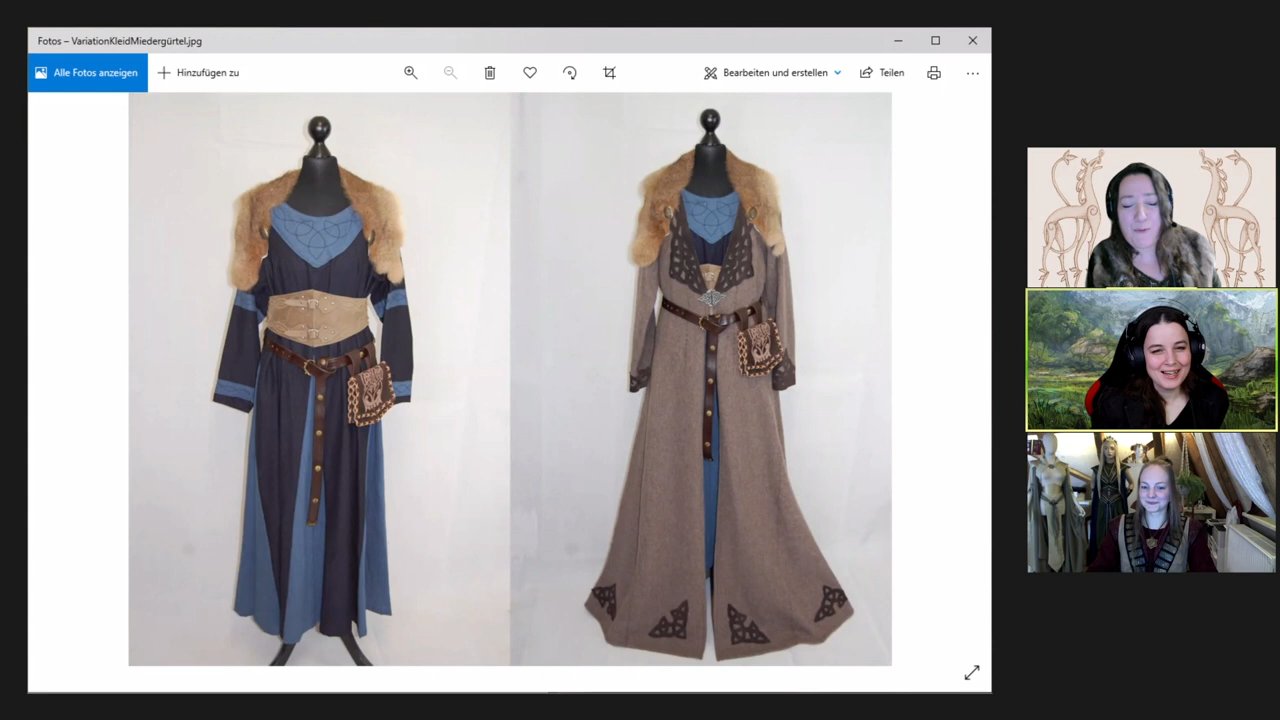 Fotos – VariationKleidMiedergürtel.jpg
Alle Fotos anzeigen
Hinzufügen zu
Bearbeiten und erstellen
Teilen